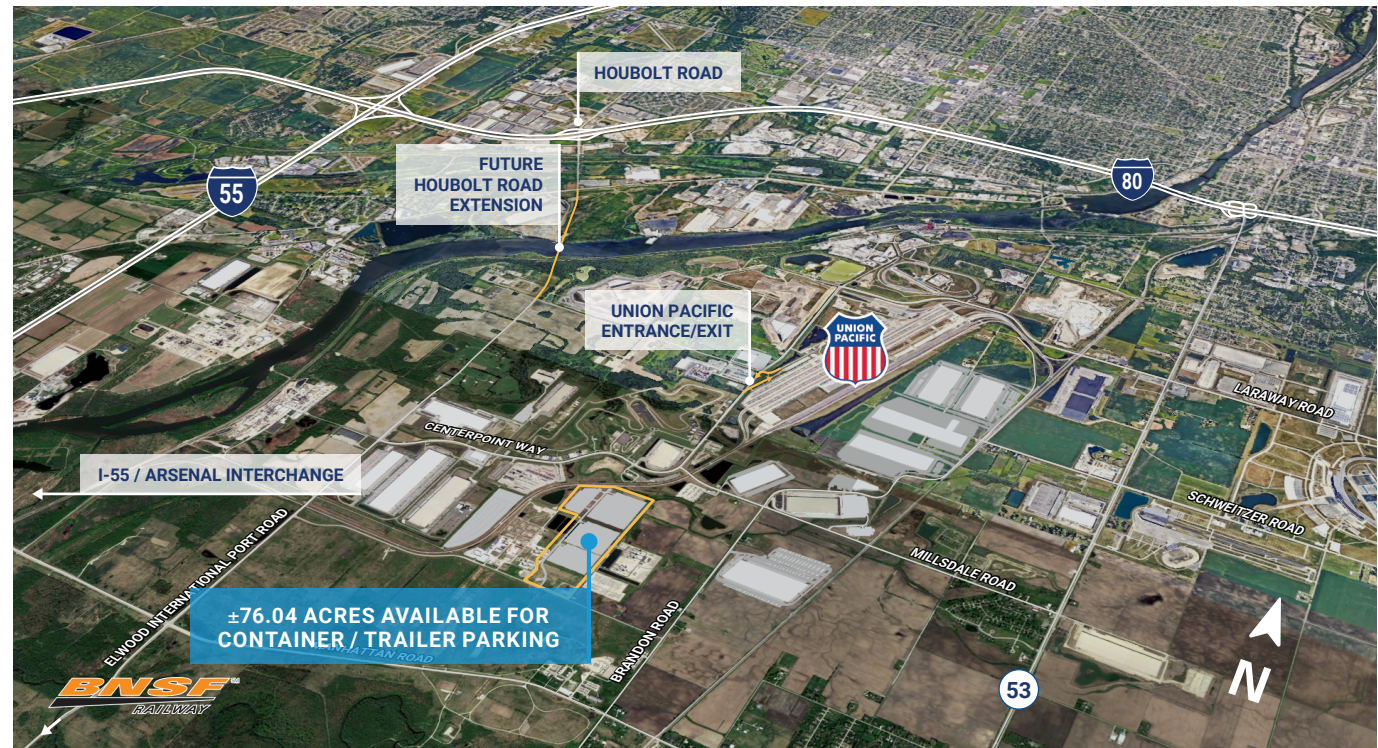 HOUBOLT ROAD
FUTURE
HOUBOLT ROAD
EXTENSION
55
80
UNION PACIFIC
ENTRANCE/EXIT
UNION
PACIFIC
LARAWAY ROAD
CENTERPOINT WAY
I-55 / ARSENAL INTERCHANGE
SCHWEITZER ROAD
ELWOOD INTERNATIONAL PORT ROAD
MILLSDALE ROAD
±76.04 ACRES AVAILABLE FOR
CONTAINER / TRAILER PARKING
MANHATTAN ROAD
BRANDON ROAD
BNSF
RAILWAY
53
N